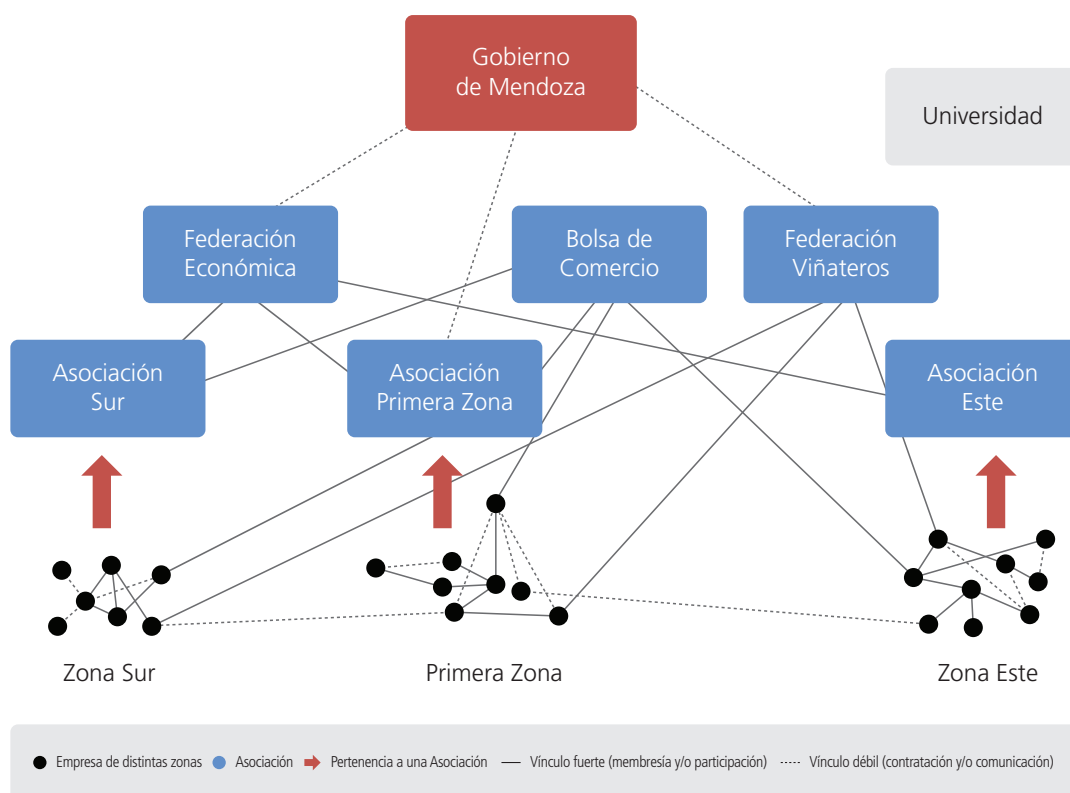 Gobierno
de Mendoza
Universidad
Federación
Económica
Bolsa de
Comercio
Federación
Viñateros
Asociación
Sur
Asociación
Primera Zona
Asociación
Este
Zona Sur
Primera Zona
Zona Este
Empresa de distintas zonas
Asociación
Pertenencia a una Asociación
Vínculo fuerte (membresía y/o participación)
Vínculo débil (contratación y/o comunicación)